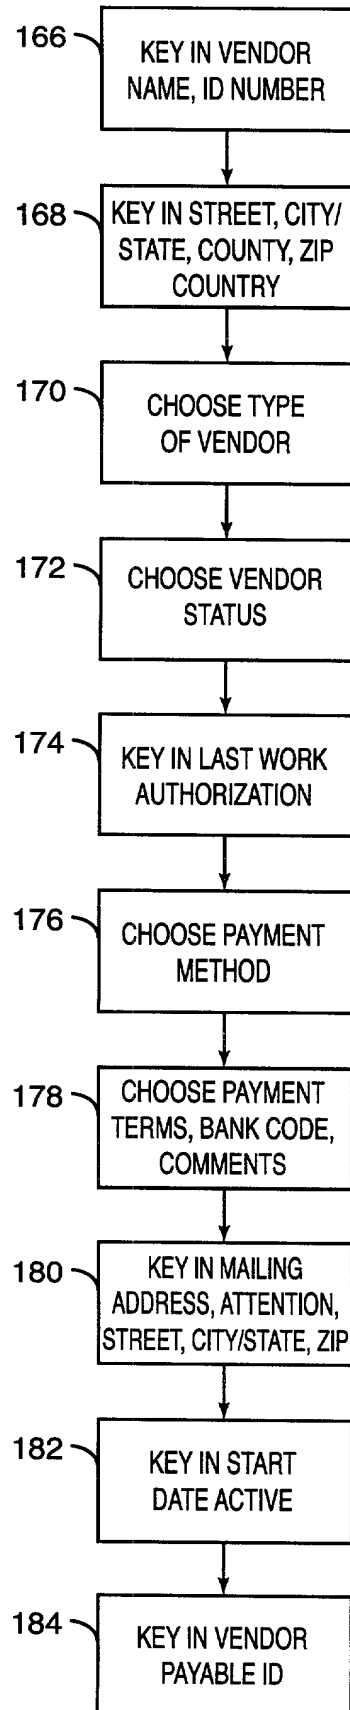 166
KEY IN VENDOR
NAME, ID NUMBER
168
KEY IN STREET, CITY/
STATE, COUNTY, ZIP
COUNTRY
170
CHOOSE TYPE
OF VENDOR
172
CHOOSE VENDOR
STATUS
174
KEY IN LAST WORK
AUTHORIZATION
176
CHOOSE PAYMENT
METHOD
178
CHOOSE PAYMENT
TERMS, BANK CODE,
COMMENTS
180
KEY IN MAILING
ADDRESS, ATTENTION,
STREET, CITY/STATE, ZIP
182
KEY IN START
DATE ACTIVE
184
KEY IN VENDOR
PAYABLE ID